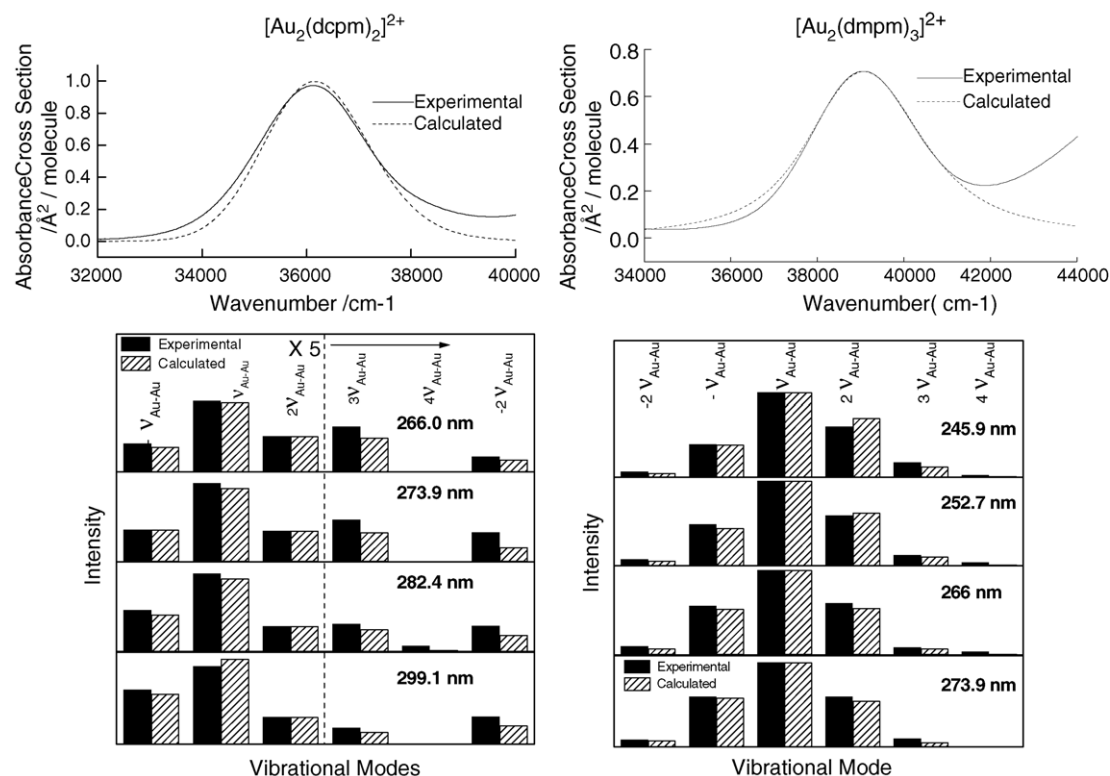 [Au2(dcpm)2]2+
AbsorbanceCross Section
/Å2 / molecule
1.0
0.8
0.6
0.4
0.2
0.0
Experimental
Calculated
32000 34000 36000 38000 40000
Wavenumber /cm-1
[Au2(dmpm)3]2+
AbsorbanceCross Section
/Å2 / molecule
0.8
0.6
0.4
0.2
0.0
Experimental
Calculated
34000 36000 38000 40000 42000 44000
Wavenumber( cm-1)
Experimental
Calculated
X 5
- νAu-Au
νAu-Au
2νAu-Au
3νAu-Au
4νAu-Au
-2 νAu-Au
266.0 nm
273.9 nm
282.4 nm
299.1 nm
Intensity
Vibrational Modes
-2 νAu-Au
- νAu-Au
νAu-Au
2 νAu-Au
3 νAu-Au
4 νAu-Au
245.9 nm
252.7 nm
266 nm
Experimental
Calculated
273.9 nm
Intensity
Vibrational Mode